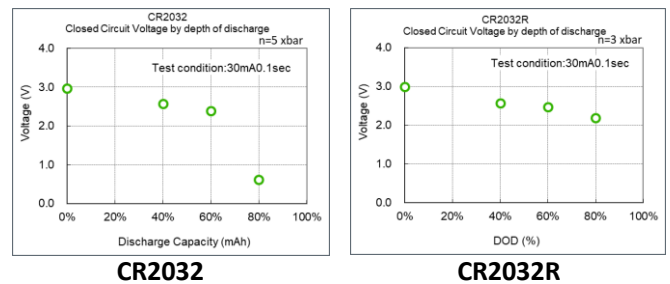 CR2032
Closed Circuit Voltage by depth of discharge
n=5 xbar
Test condition:30mA0.1sec
Voltage (V)
4.0
3.0
2.0
1.0
0.0
0% 20% 40% 60% 80% 100%
Discharge Capacity (mAh)
CR2032
CR2032R
Closed Circuit Voltage by depth of discharge
n=3 xbar
Test condition:30mA0.1sec
Voltage (V)
4.0
3.0
2.0
1.0
0.0
0% 20% 40% 60% 80% 100%
DOD (%)
CR2032R